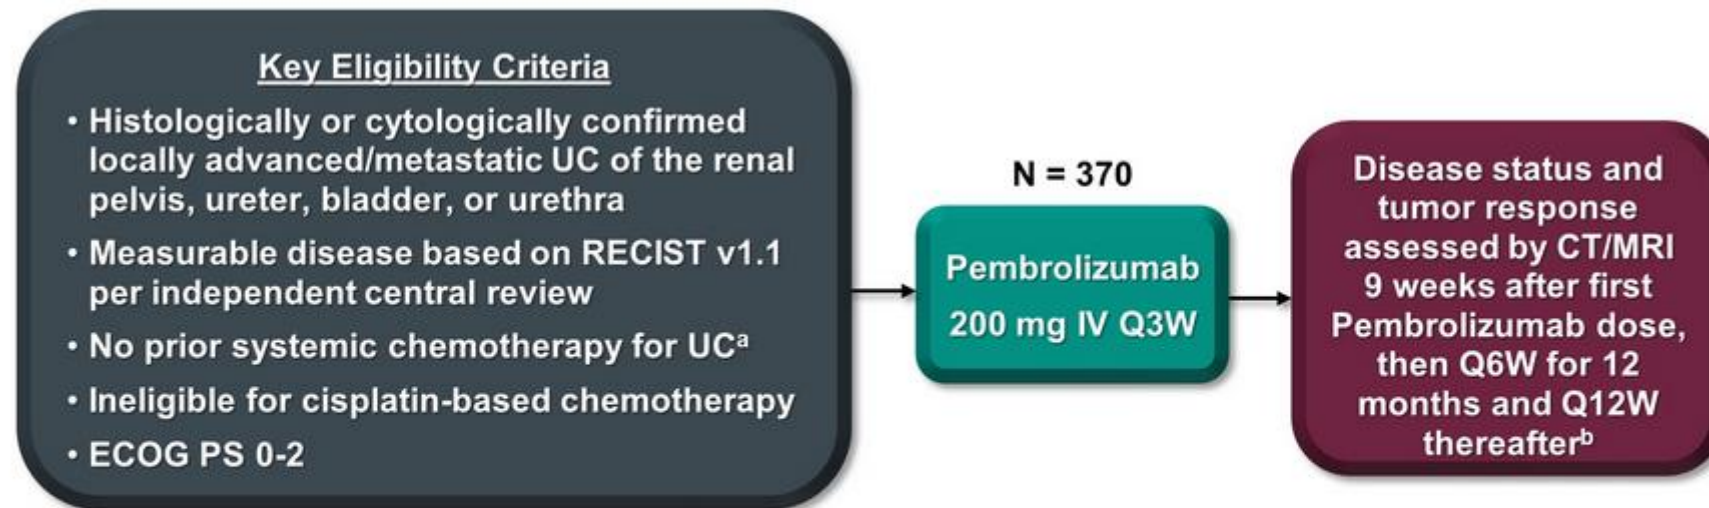 Key Eligibility Criteria
• Histologically or cytologically confirmed
locally advanced/metastatic UC of the renal
pelvis, ureter, bladder, or urethra
• Measurable disease based on RECIST v1.1
per independent central review
• No prior systemic chemotherapy for UCᵃ
• Ineligible for cisplatin-based chemotherapy
• ECOG PS 0-2
N = 370
Pembrolizumab
200 mg IV Q3W
Disease status and
tumor response
assessed by CT/MRI
9 weeks after first
Pembrolizumab dose,
then Q6W for 12
months and Q12W
thereafterᵇ